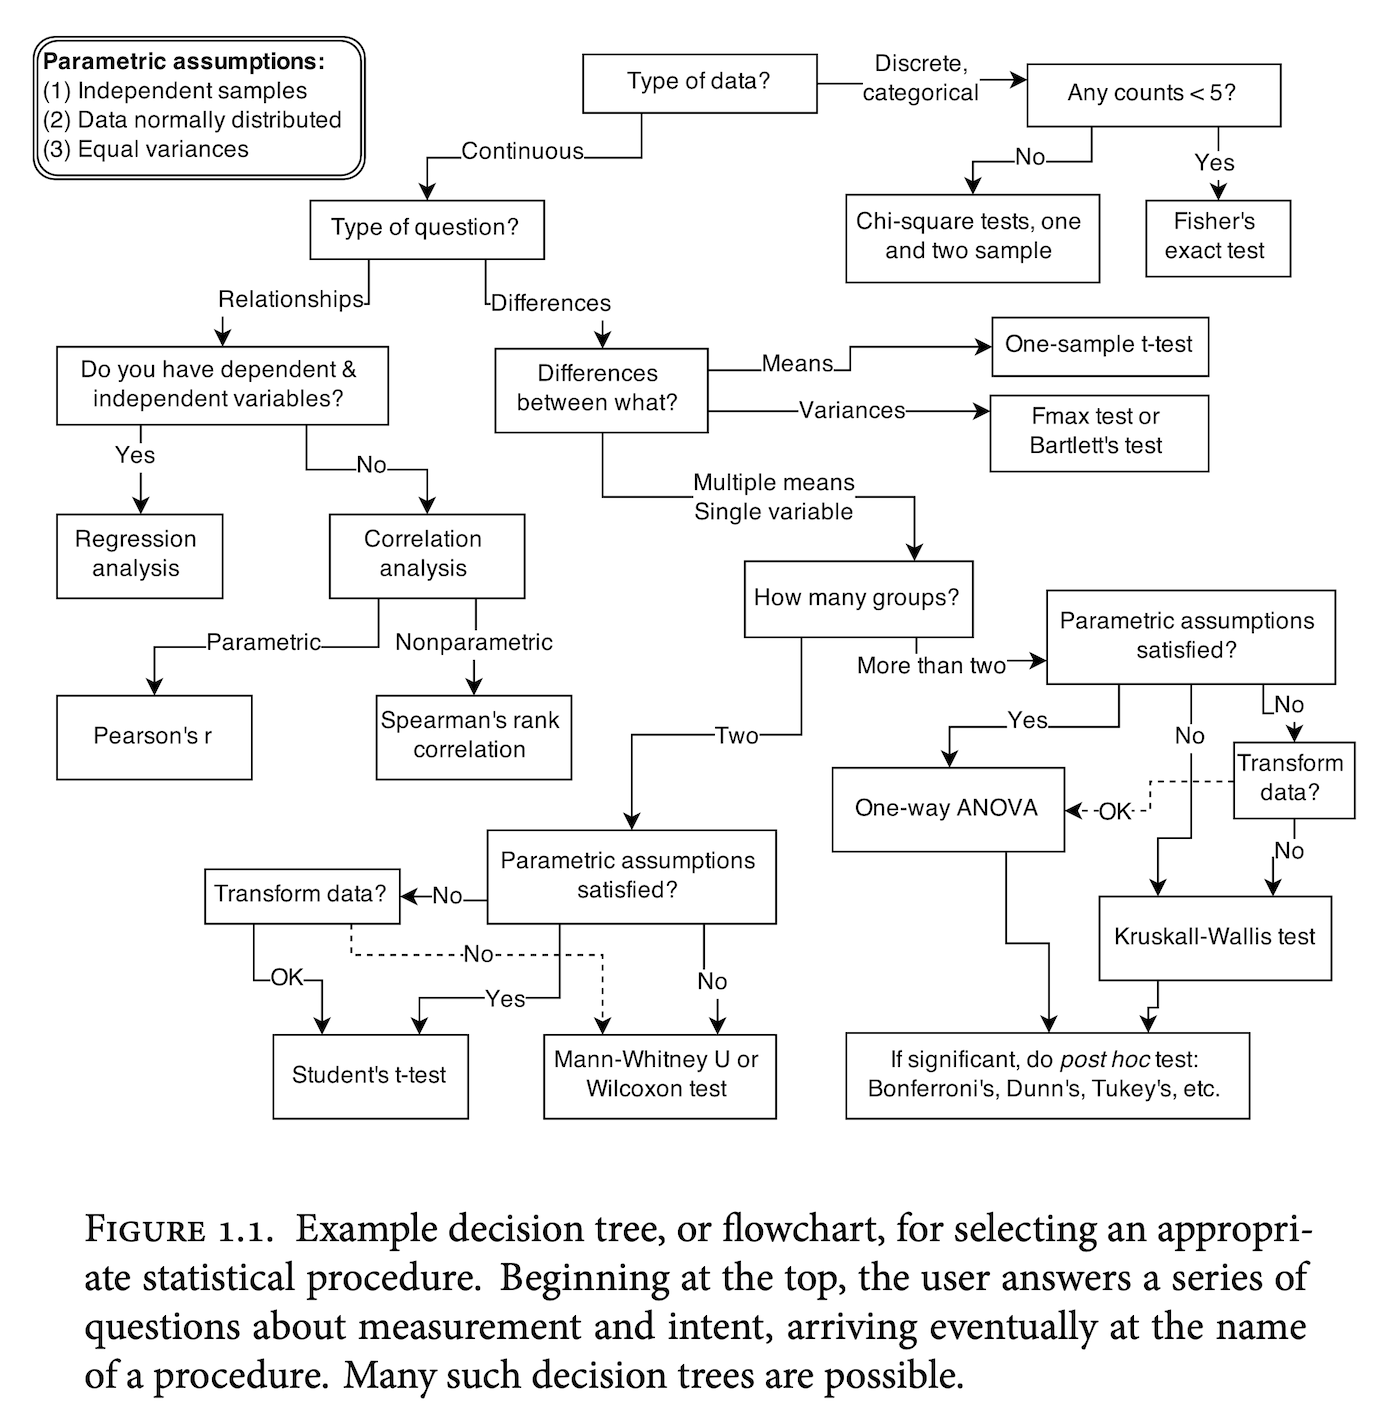 Parametric assumptions:
(1) Independent samples
(2) Data normally distributed
(3) Equal variances
Type of data?
Discrete,
categorical
Any counts < 5?
Continuous
No
Yes
Type of question?
Chi-square tests, one
and two sample
Fisher's
exact test
Relationships
Differences
Do you have dependent &
independent variables?
Differences
between what?
Means
One-sample t-test
Variances
Fmax test or
Bartlett's test
Yes
No
Multiple means
Single variable
Regression
analysis
Correlation
analysis
How many groups?
Parametric
Nonparametric
More than two
Parametric assumptions
satisfied?
Pearson's r
Spearman's rank
correlation
Two
Yes
No
No
Transform
data?
One-way ANOVA
OK
No
Parametric assumptions
satisfied?
Transform data?
No
Kruskall-Wallis test
OK
No
Yes
No
Student's t-test
Mann-Whitney U or
Wilcoxon test
If significant, do post hoc test:
Bonferroni's, Dunn's, Tukey's, etc.
Figure 1.1. Example decision tree, or flowchart, for selecting an appropri-
ate statistical procedure. Beginning at the top, the user answers a series of
questions about measurement and intent, arriving eventually at the name
of a procedure. Many such decision trees are possible.